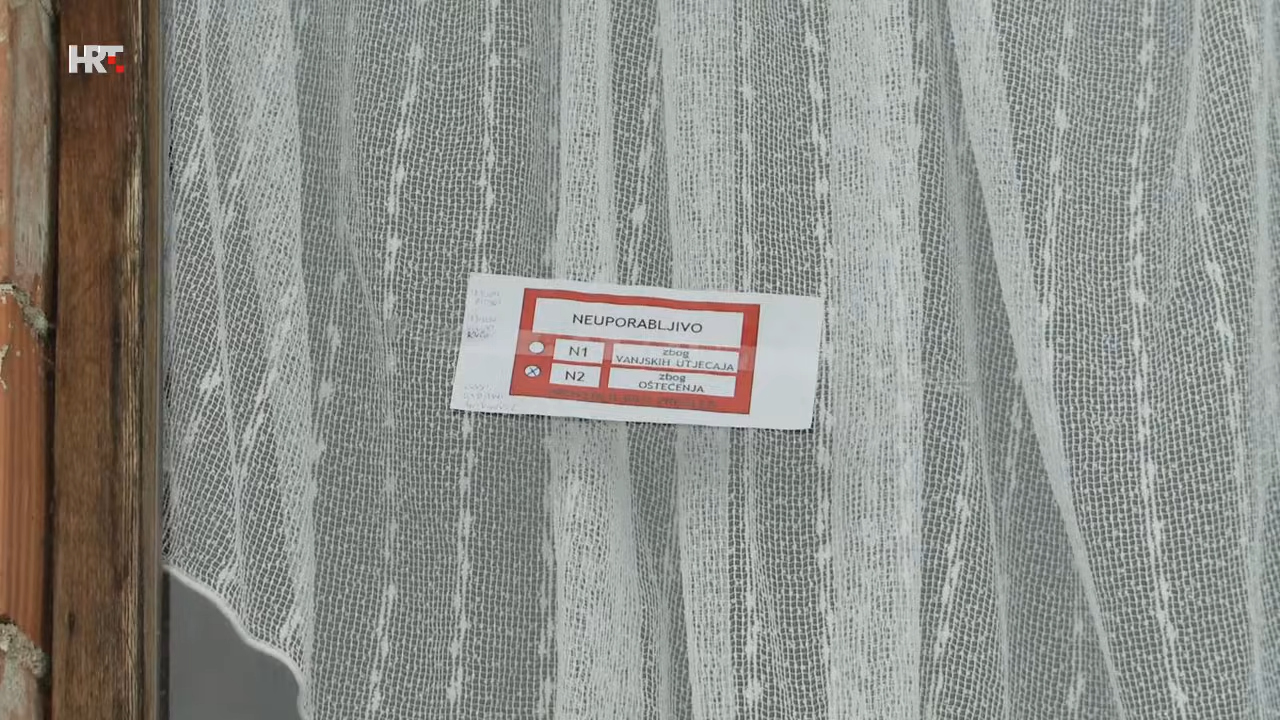 HRT
NEUPORABLJIVO
N1
zbog
VANJSKIH UTJECAJA
N2
zbog
OŠTEĆENJA